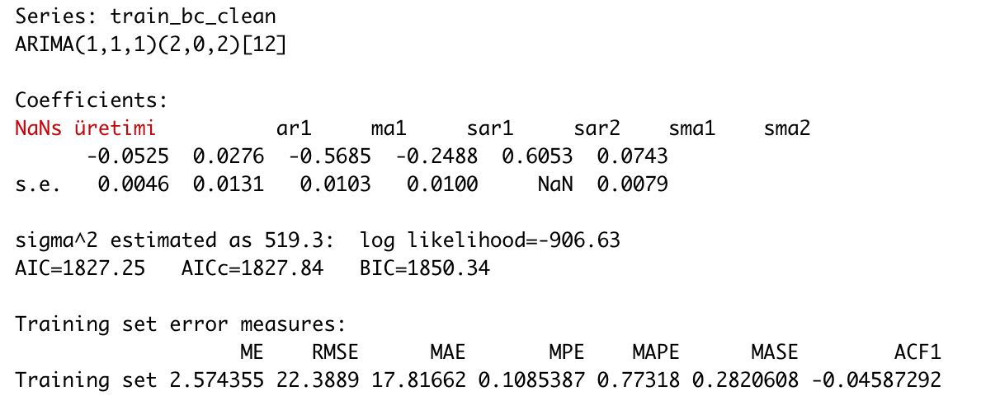 Series: train_bc_clean
ARIMA(1,1,1)(2,0,2)[12]
Coefficients:
NaNs üretimi ar1 ma1 sar1 sar2 sma1 sma2
-0.0525 0.0276 -0.5685 -0.2488 0.6053 0.0743
s.e. 0.0046 0.0131 0.0103 0.0100 NaN 0.0079
sigma^2 estimated as 519.3: log likelihood=-906.63
AIC=1827.25 AICc=1827.84 BIC=1850.34
Training set error measures:
ME RMSE MAE MPE MAPE MASE ACF1
Training set 2.574355 22.3889 17.81662 0.1085387 0.77318 0.2820608 -0.04587292